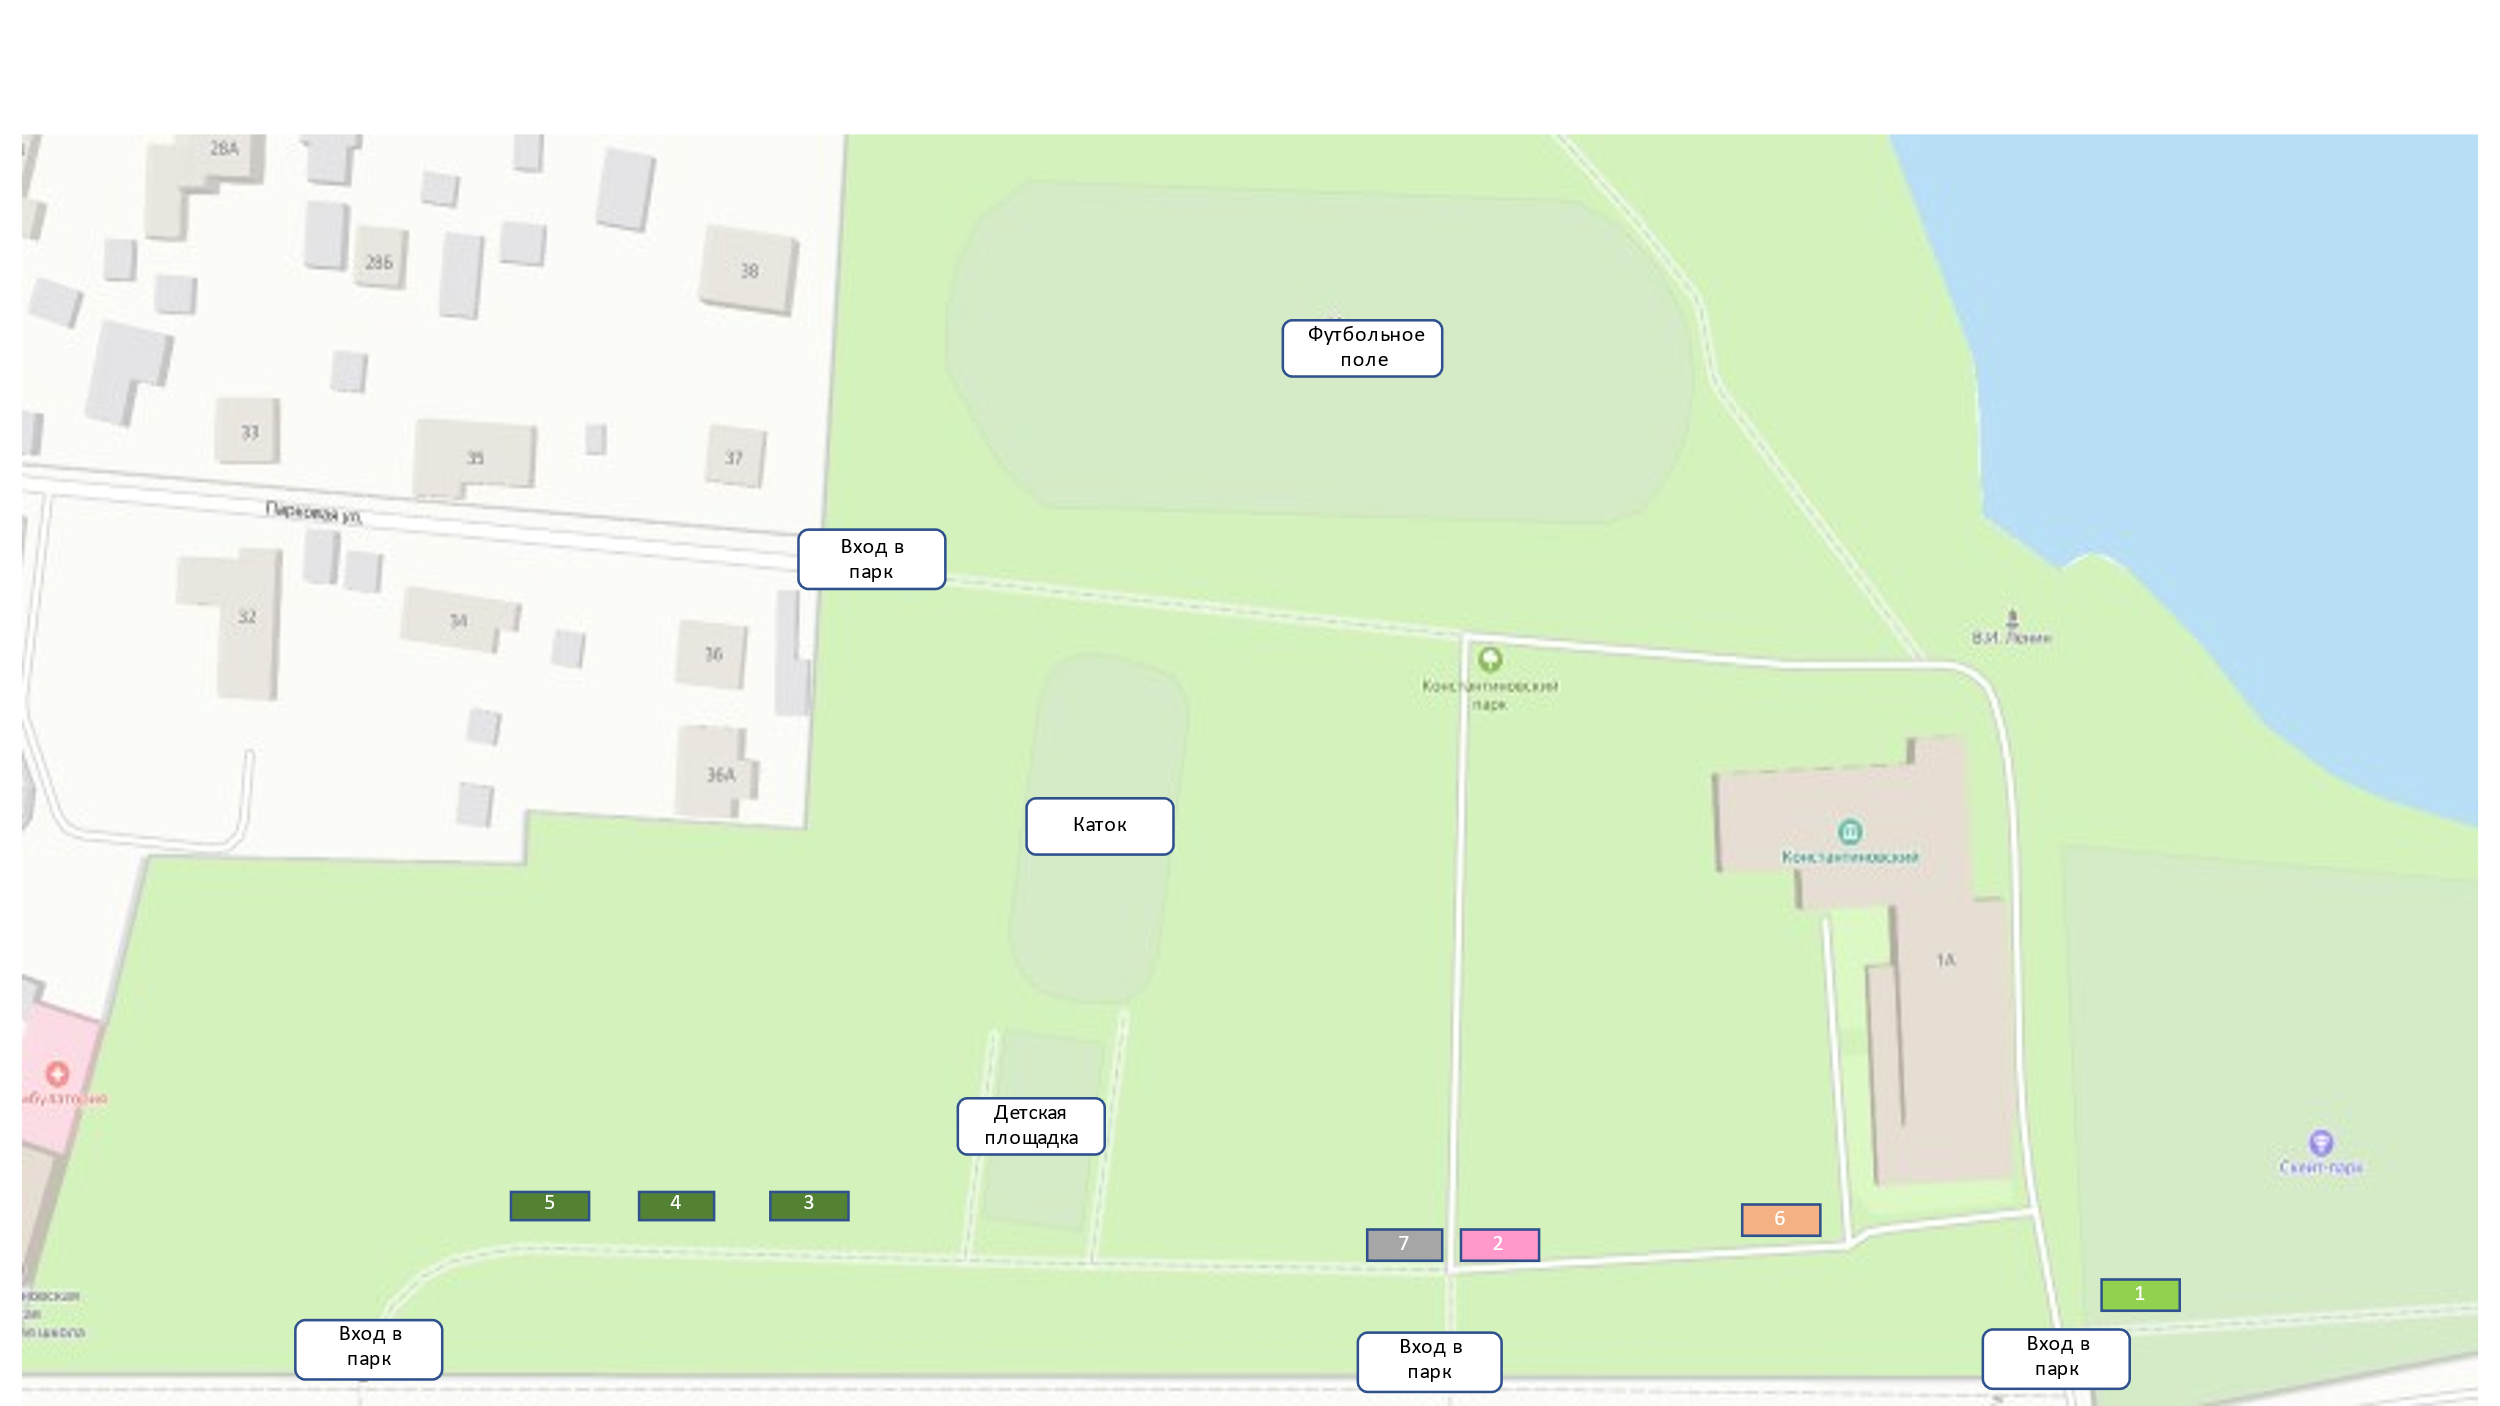 28А
28Б
38
Футбольное
поле
33
35
37
Парковая ул.
Вход в
парк
32
34
36
В.И. Ленин
Константиновский
парк
36А
Каток
Константиновский
1А
Детская
площадка
Скейт-парк
5
4
3
7
2
6
1
школа
Вход в
парк
Вход в
парк
Вход в
парк